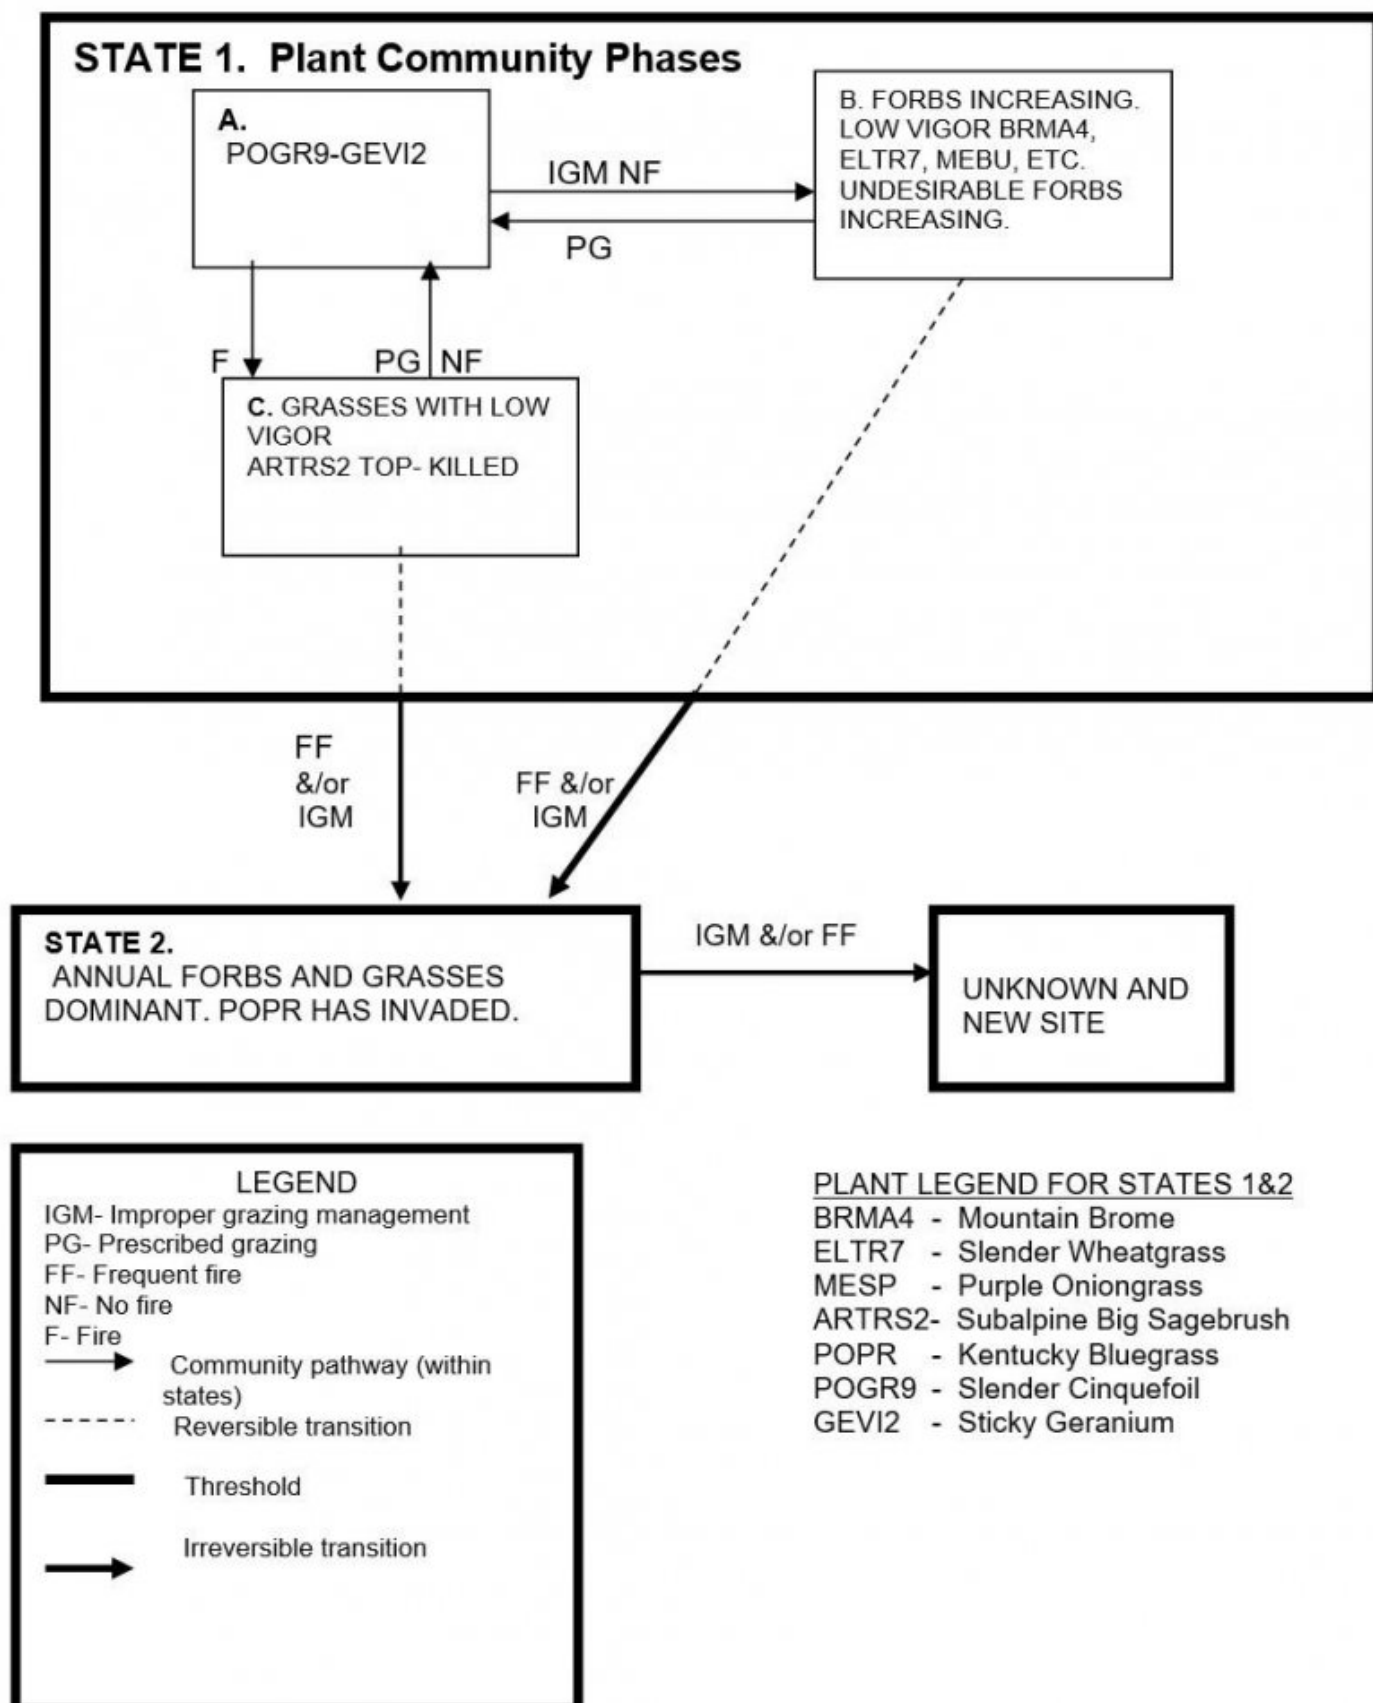 STATE 1. Plant Community Phases
A.
POGR9-GEVI2
IGM NF
PG
B. FORBS INCREASING.
LOW VIGOR BRMA4,
ELTR7, MEBU, ETC.
UNDESIRABLE FORBS
INCREASING.
F
PG NF
C. GRASSES WITH LOW
VIGOR
ARTRS2 TOP- KILLED
FF
&/or
IGM
FF &/or
IGM
STATE 2.
ANNUAL FORBS AND GRASSES
DOMINANT. POPR HAS INVADED.
IGM &/or FF
UNKNOWN AND
NEW SITE
LEGEND
IGM- Improper grazing management
PG- Prescribed grazing
FF- Frequent fire
NF- No fire
F- Fire
Community pathway (within
states)
Reversible transition
Threshold
Irreversible transition
PLANT LEGEND FOR STATES 1&2
BRMA4 - Mountain Brome
ELTR7 - Slender Wheatgrass
MESP - Purple Oniongrass
ARTRS2- Subalpine Big Sagebrush
POPR - Kentucky Bluegrass
POGR9 - Slender Cinquefoil
GEVI2 - Sticky Geranium